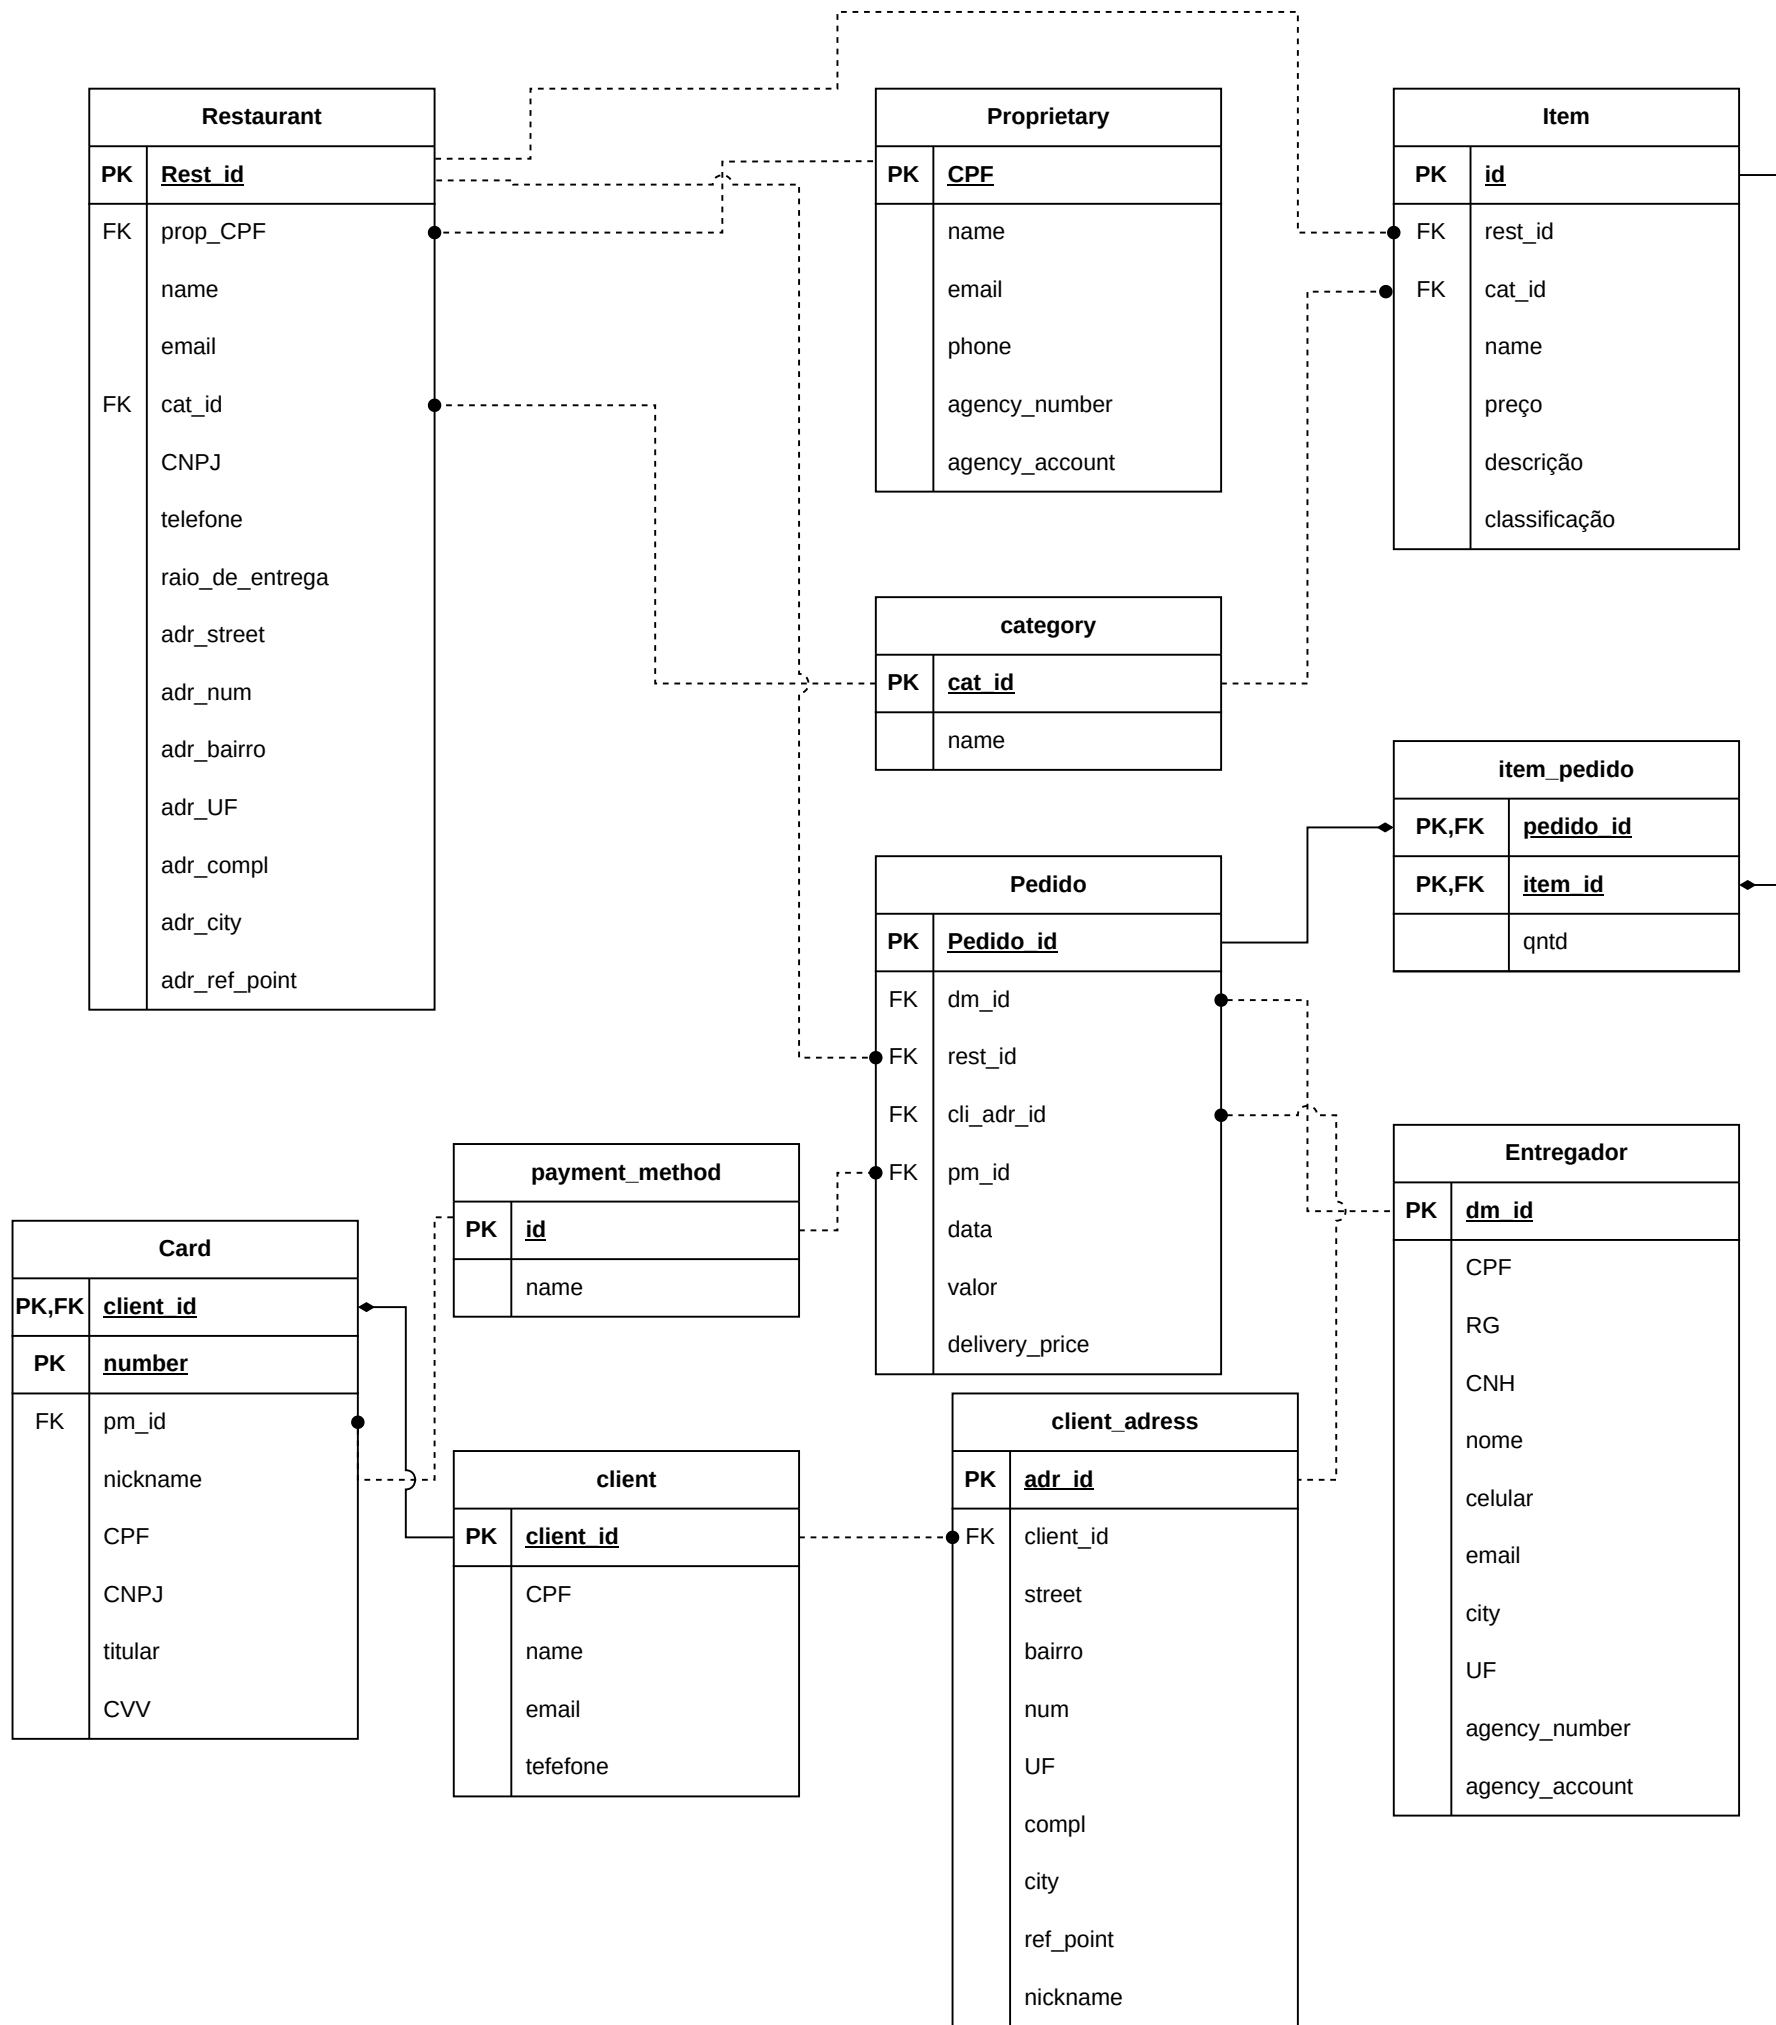 Restaurant
PK Rest_id
FK prop_CPF
name
email
FK cat_id
CNPJ
telefone
raio_de_entrega
adr_street
adr_num
adr_bairro
adr_UF
adr_compl
adr_city
adr_ref_point
Proprietary
PK CPF
name
email
phone
agency_number
agency_account
Item
PK id
FK rest_id
FK cat_id
name
preço
descrição
classificação
category
PK cat_id
name
item_pedido
PK,FK pedido_id
PK,FK item_id
qntd
Pedido
PK Pedido_id
FK dm_id
FK rest_id
FK cli_adr_id
FK pm_id
data
valor
delivery_price
payment_method
PK id
name
Card
PK,FK client_id
PK number
FK pm_id
nickname
CPF
CNPJ
titular
CVV
client
PK client_id
CPF
name
email
tefefone
client_adress
PK adr_id
FK client_id
street
bairro
num
UF
compl
city
ref_point
nickname
Entregador
PK dm_id
CPF
RG
CNH
nome
celular
email
city
UF
agency_number
agency_account